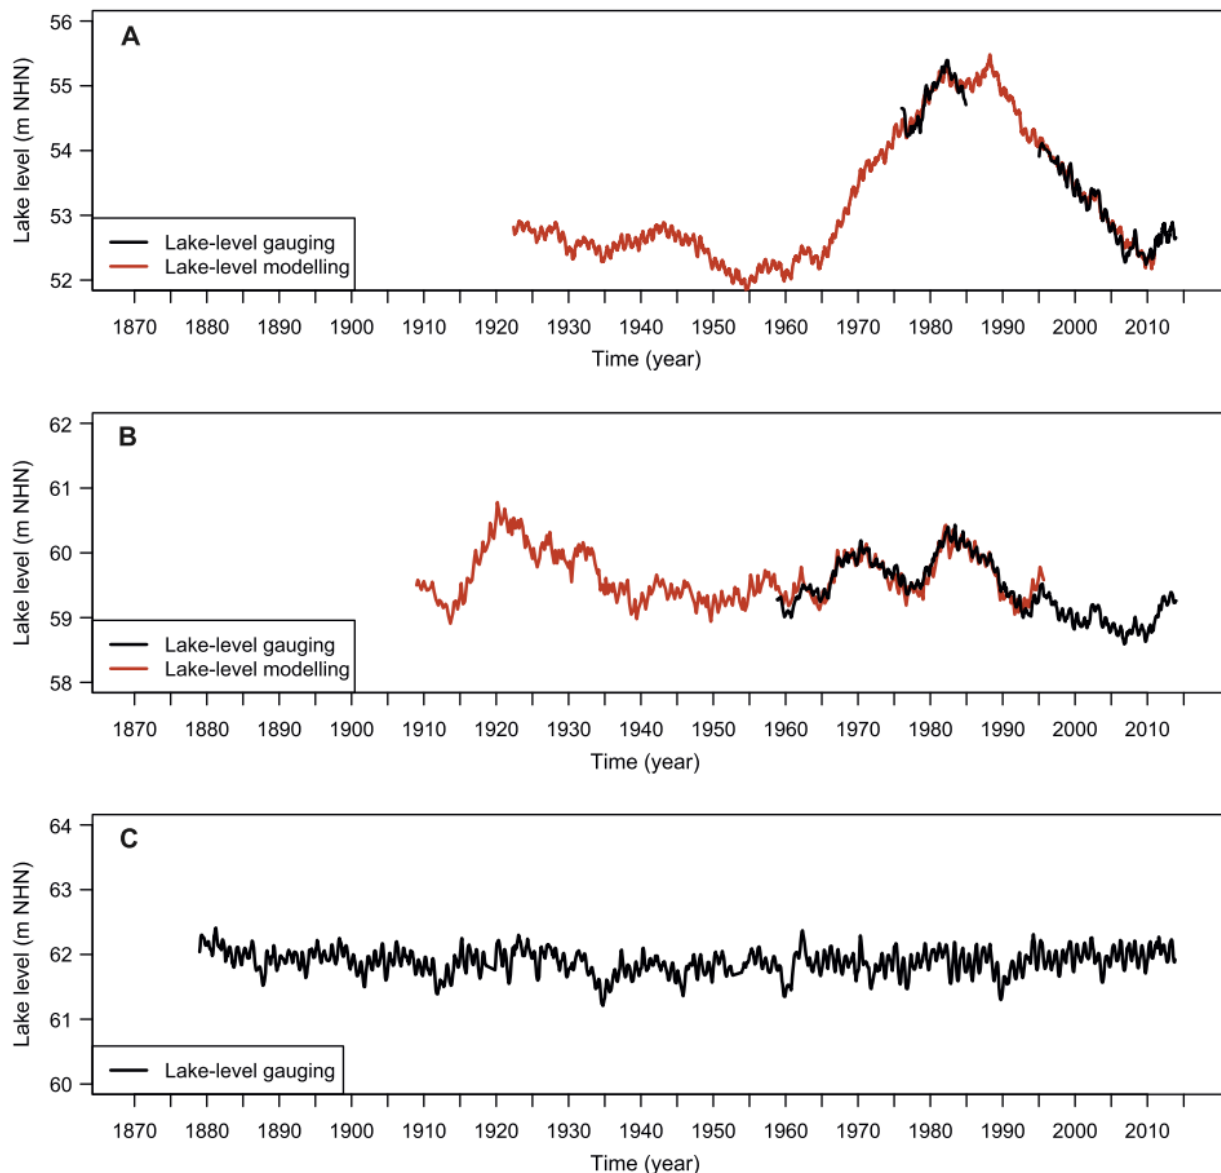 A
Lake level (m NHN)
56
55
54
53
52
Lake-level gauging
Lake-level modelling
1870 1880 1890 1900 1910 1920 1930 1940 1950 1960 1970 1980 1990 2000 2010
Time (year)
B
Lake level (m NHN)
62
61
60
59
58
Lake-level gauging
Lake-level modelling
1870 1880 1890 1900 1910 1920 1930 1940 1950 1960 1970 1980 1990 2000 2010
Time (year)
C
Lake level (m NHN)
64
63
62
61
60
Lake-level gauging
1870 1880 1890 1900 1910 1920 1930 1940 1950 1960 1970 1980 1990 2000 2010
Time (year)